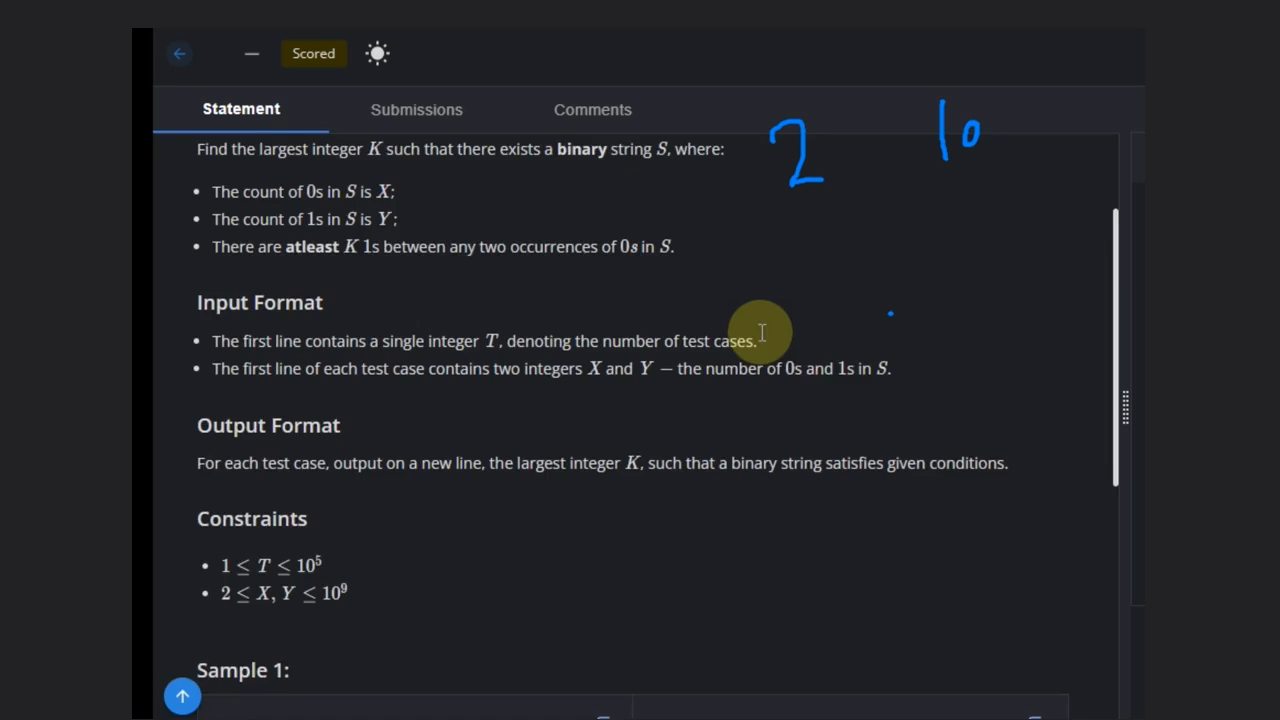 Scored
Statement Submissions Comments
2 10
Find the largest integer K such that there exists a binary string S, where:
• The count of 0s in S is X;
• The count of 1s in S is Y;
• There are atleast K 1s between any two occurrences of 0s in S.
Input Format
• The first line contains a single integer T, denoting the number of test cases.
• The first line of each test case contains two integers X and Y – the number of 0s and 1s in S.
Output Format
For each test case, output on a new line, the largest integer K, such that a binary string satisfies given conditions.
Constraints
• 1 ≤ T ≤ 10⁵
• 2 ≤ X, Y ≤ 10⁹
Sample 1: